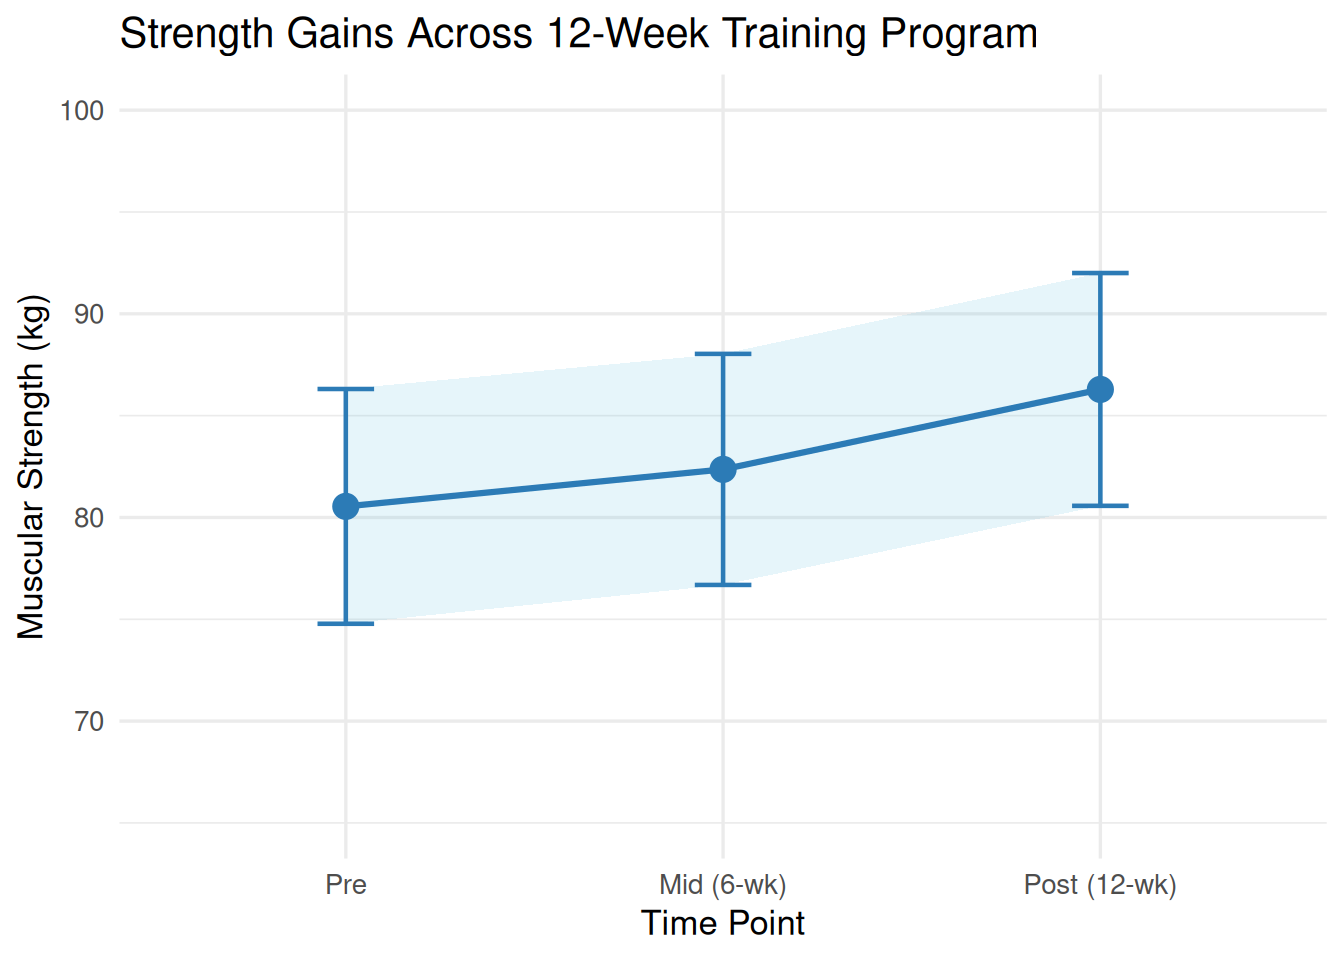 Strength Gains Across 12-Week Training Program
100
90
80
70
Muscular Strength (kg)
Pre
Mid (6-wk)
Post (12-wk)
Time Point